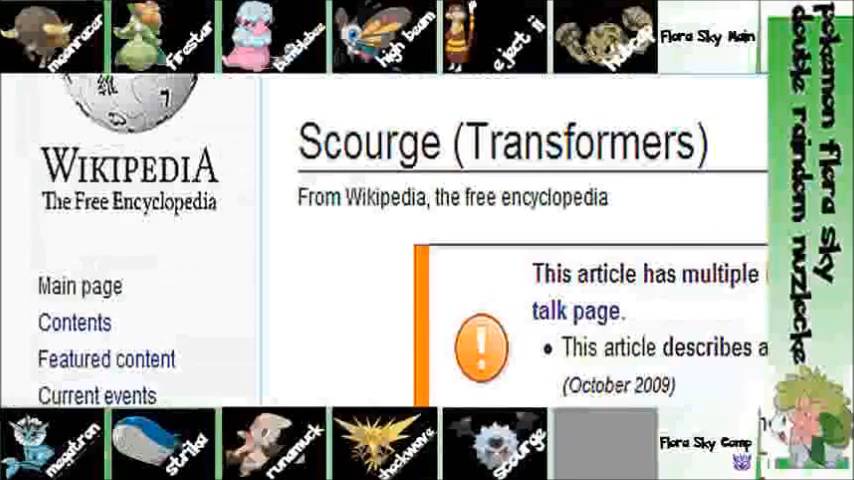 moonracer
firestar
bumblebee
high beam
eject ii
hubcap
Flora Sky Main
pokemon flora sky
double raindom nuzlocke
WIKIPEDIA
The Free Encyclopedia
Main page
Contents
Featured content
Current events
Scourge (Transformers)
From Wikipedia, the free encyclopedia
This article has multiple
talk page.
• This article describes a
(October 2009)
megatron
strika
runamuck
shockwave
scourge
Flora Sky Comp